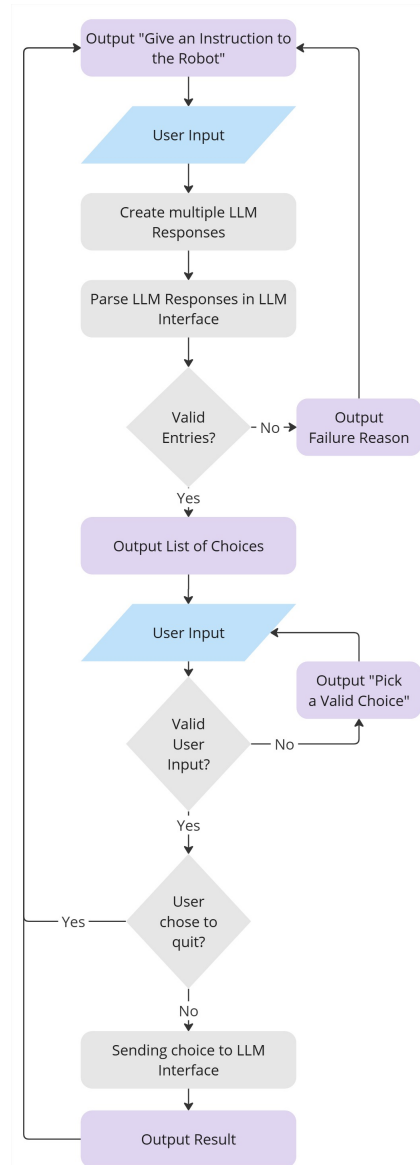 Output "Give an Instruction to
the Robot"
User Input
Create multiple LLM
Responses
Parse LLM Responses in LLM
Interface
Valid
Entries?
No
Output
Failure Reason
Yes
Output List of Choices
User Input
Output "Pick
a Valid Choice"
Valid
User
Input?
No
Yes
User
chose to
quit?
Yes
No
Sending choice to LLM
Interface
Output Result